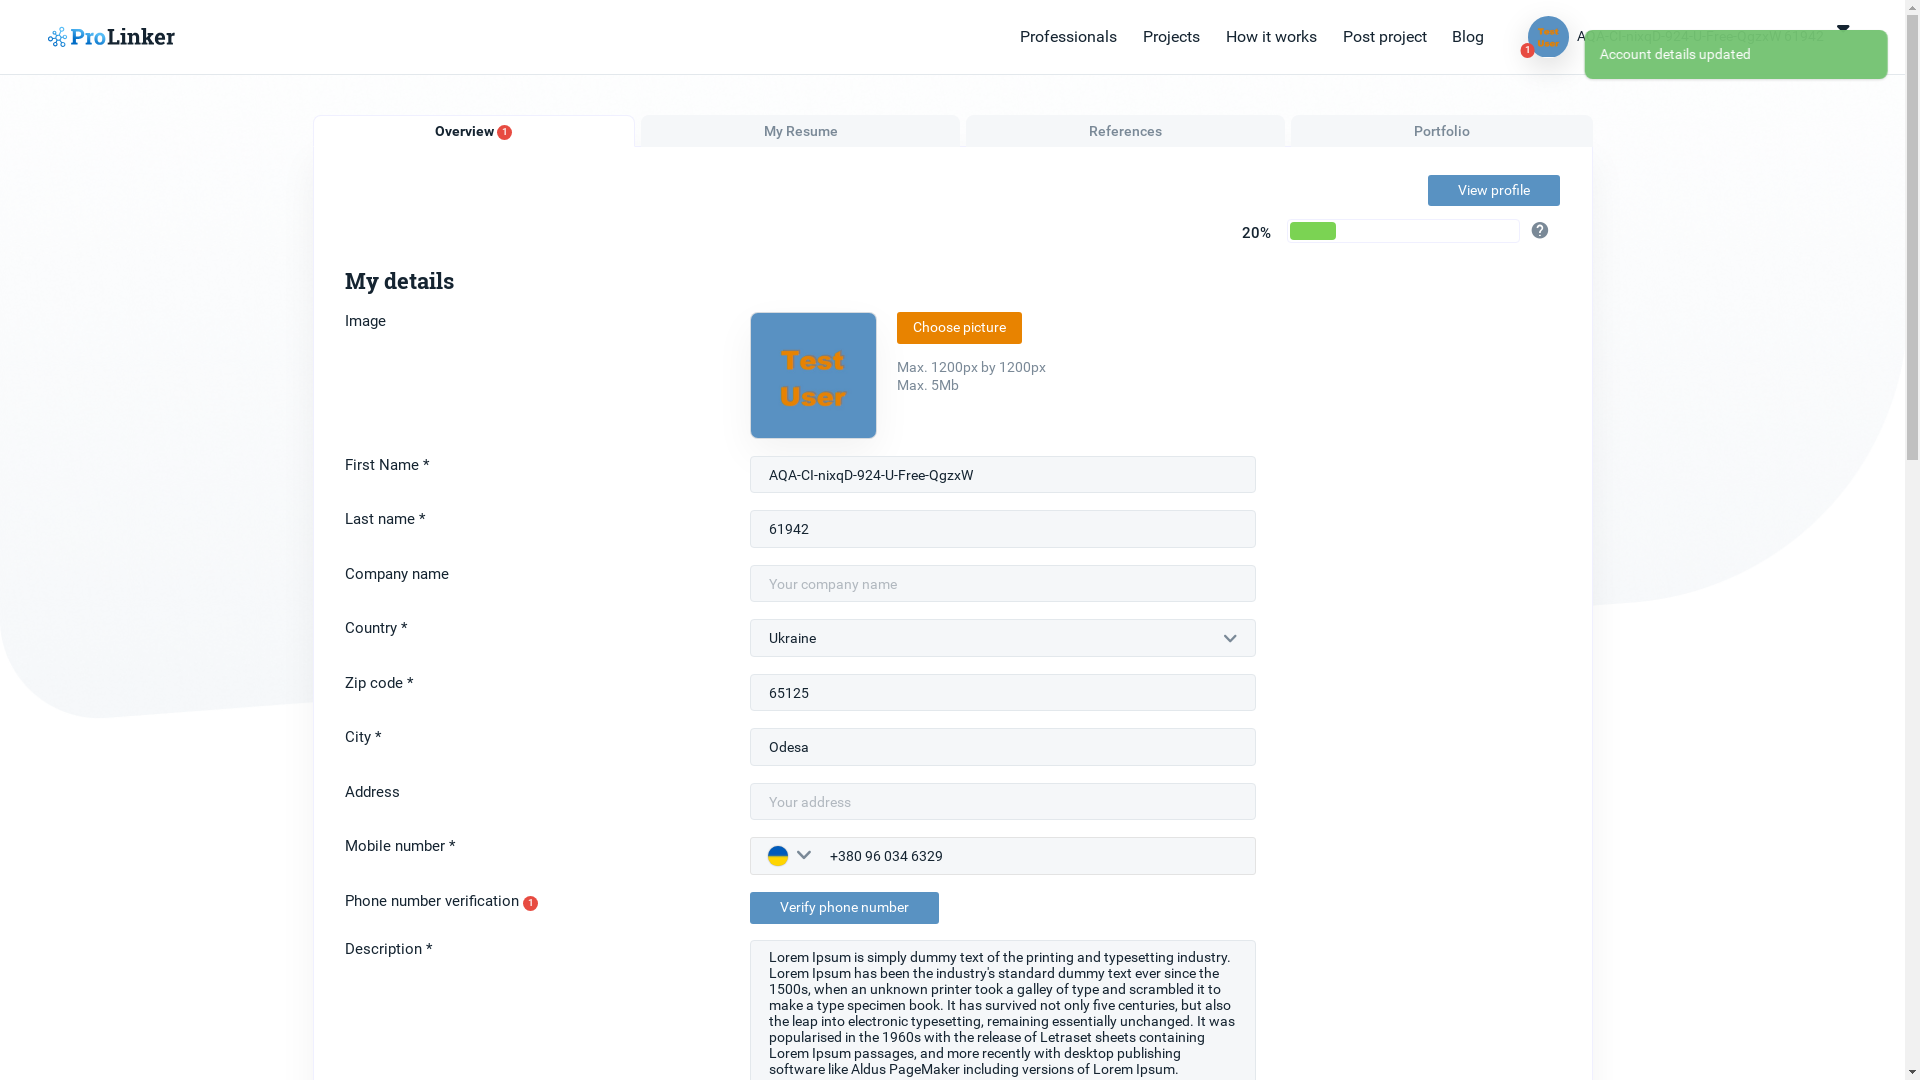 ProLinker
Professionals
Projects
How it works
Post project
Blog
Test
User
1
AQA-CI-nixqD-924-U-Free-QgzxW 61942
Account details updated
Overview 1
My Resume
References
Portfolio
View profile
20%
?
My details
Image
Test
User
Choose picture
Max. 1200px by 1200px
Max. 5Mb
First Name *
AQA-CI-nixqD-924-U-Free-QgzxW
Last name *
61942
Company name
Your company name
Country *
Ukraine
Zip code *
65125
City *
Odesa
Address
Your address
Mobile number *
+380 96 034 6329
Phone number verification 1
Verify phone number
Description *
Lorem Ipsum is simply dummy text of the printing and typesetting industry.
Lorem Ipsum has been the industry's standard dummy text ever since the
1500s, when an unknown printer took a galley of type and scrambled it to
make a type specimen book. It has survived not only five centuries, but also
the leap into electronic typesetting, remaining essentially unchanged. It was
popularised in the 1960s with the release of Letraset sheets containing
Lorem Ipsum passages, and more recently with desktop publishing
software like Aldus PageMaker including versions of Lorem Ipsum.